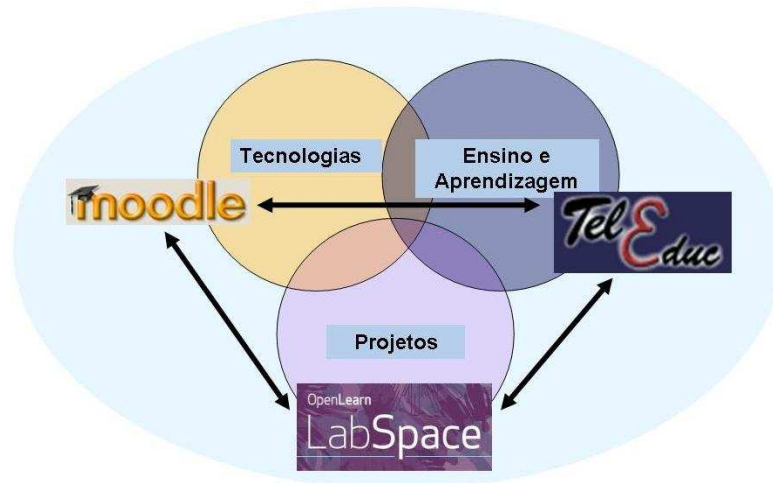 Tecnologias
Ensino e
Aprendizagem
moodle
TelEduc
Projetos
OpenLearn
LabSpace